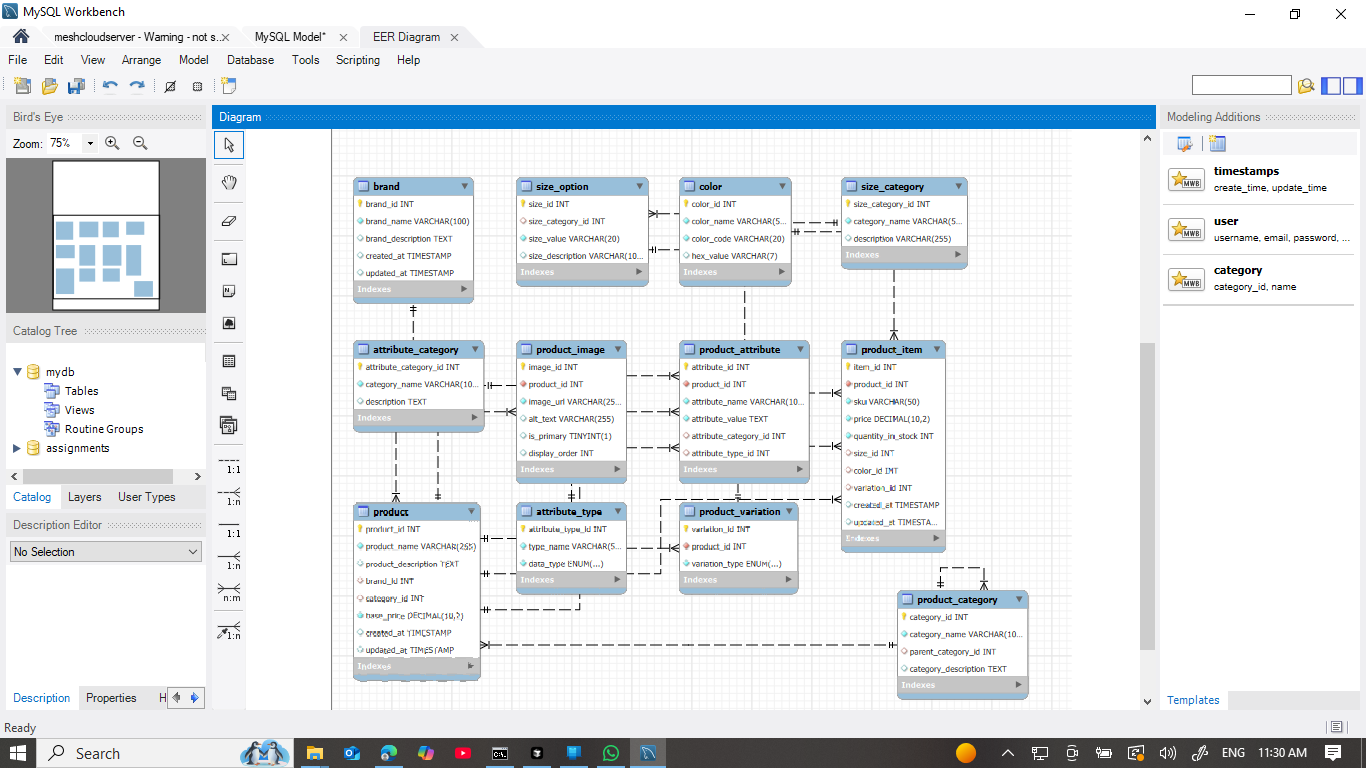 MySQL Workbench
meshcloudserver - Warning - not s...
MySQL Model*
EER Diagram
File Edit View Arrange Model Database Tools Scripting Help
Bird's Eye
Zoom: 75%
Catalog Tree
mydb
Tables
Views
Routine Groups
assignments
Catalog Layers User Types
Description Editor
No Selection
Description Properties H
Ready
1:1
1:n
1:1
1:n
n:m
1:n
Diagram
brand
brand_id INT
brand_name VARCHAR(100)
brand_description TEXT
created_at TIMESTAMP
updated_at TIMESTAMP
Indexes
size_option
size_id INT
size_category_id INT
size_value VARCHAR(20)
size_description VARCHAR(10...
Indexes
color
color_id INT
color_name VARCHAR(5...
color_code VARCHAR(20)
hex_value VARCHAR(7)
Indexes
size_category
size_category_id INT
category_name VARCHAR(5...
description VARCHAR(255)
Indexes
attribute_category
attribute_category_id INT
category_name VARCHAR(10...
description TEXT
Indexes
product_image
image_id INT
product_id INT
image_url VARCHAR(25...
alt_text VARCHAR(255)
is_primary TINYINT(1)
display_order INT
Indexes
product_attribute
attribute_id INT
product_id INT
attribute_name VARCHAR(10...
attribute_value TEXT
attribute_category_id INT
attribute_type_id INT
Indexes
product_item
item_id INT
product_id INT
sku VARCHAR(50)
price DECIMAL(10,2)
quantity_in_stock INT
size_id INT
color_id INT
variation_id INT
created_at TIMESTAMP
updated_at TIMESTA...
Indexes
product
product_id INT
product_name VARCHAR(255)
product_description TEXT
brand_id INT
category_id INT
base_price DECIMAL(10,2)
created_at TIMESTAMP
updated_at TIMESTAMP
Indexes
attribute_type
attribute_type_id INT
type_name VARCHAR(5...
data_type ENUM(...)
Indexes
product_variation
variation_id INT
product_id INT
variation_type ENUM(...)
Indexes
product_category
category_id INT
category_name VARCHAR(10...
parent_category_id INT
category_description TEXT
Indexes
Modeling Additions
timestamps
create_time, update_time
user
username, email, password, ...
category
category_id, name
Templates
Search
ENG 11:30 AM